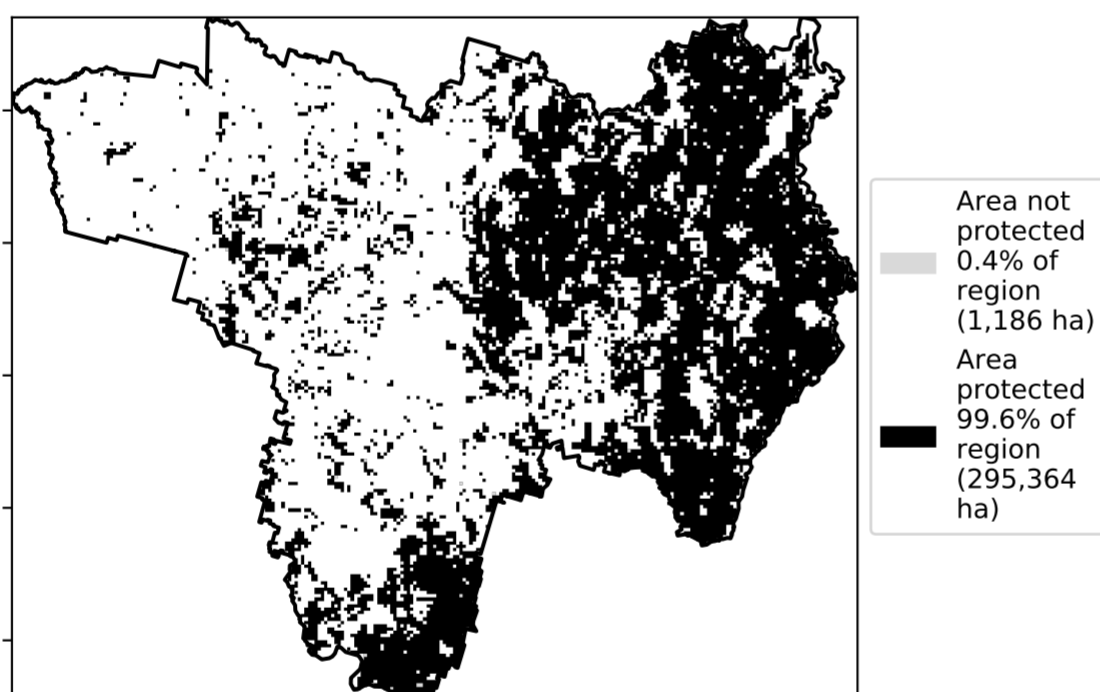 Area not
protected
0.4% of
region
(1,186 ha)
Area
protected
99.6% of
region
(295,364
ha)